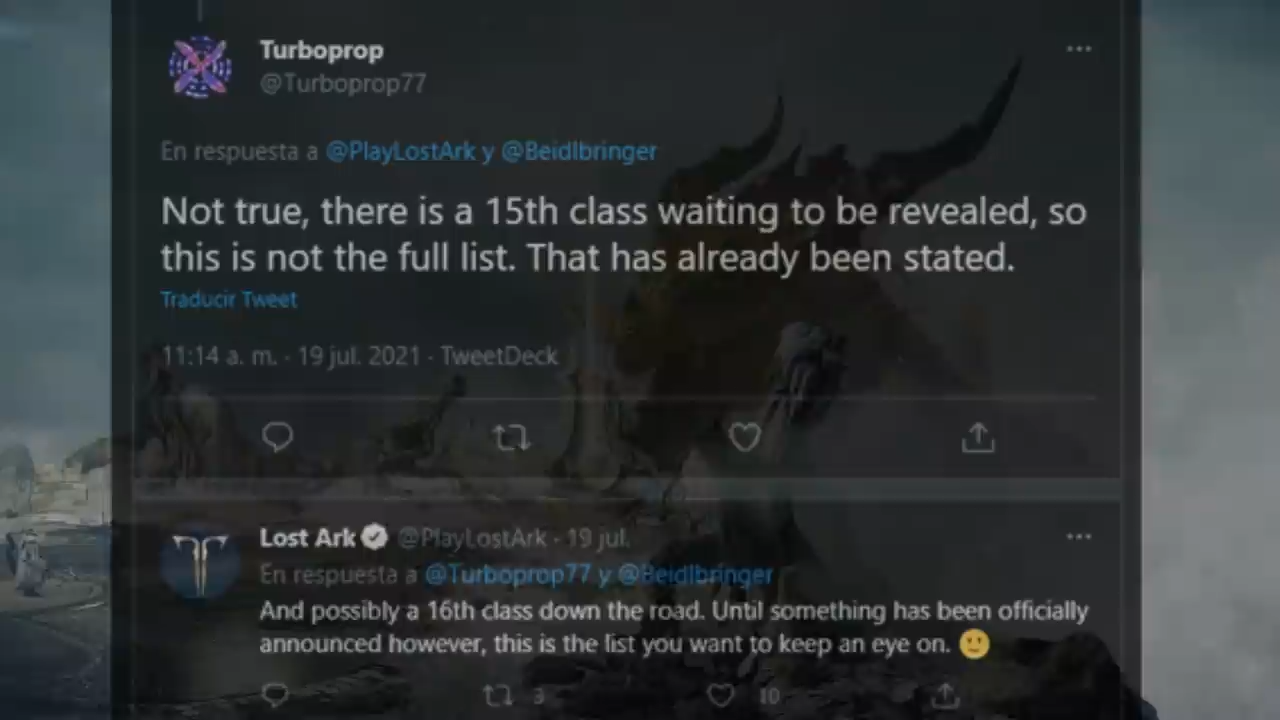 Turboprop
@Turboprop77
En respuesta a @PlayLostArk y @Beidlbringer
Not true, there is a 15th class waiting to be revealed, so
this is not the full list. That has already been stated.
Traducir Tweet
11:14 a. m. · 19 jul. 2021 · TweetDeck
Lost Ark @PlayLostArk · 19 jul.
En respuesta a @Turboprop77 y @Beidlbringer
And possibly a 16th class down the road. Until something has been officially
announced however, this is the list you want to keep an eye on. 🙂
3 10